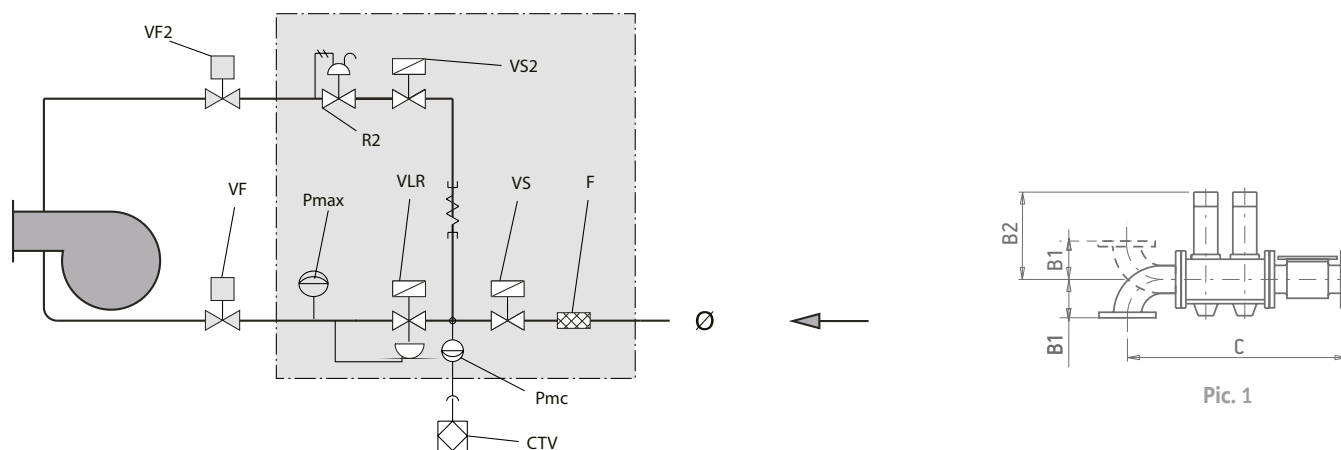 VF2
VS2
R2
VF
Pmax
VLR
VS
F
Ø
Pmc
CTV
B2
B1
B1
C
Pic. 1